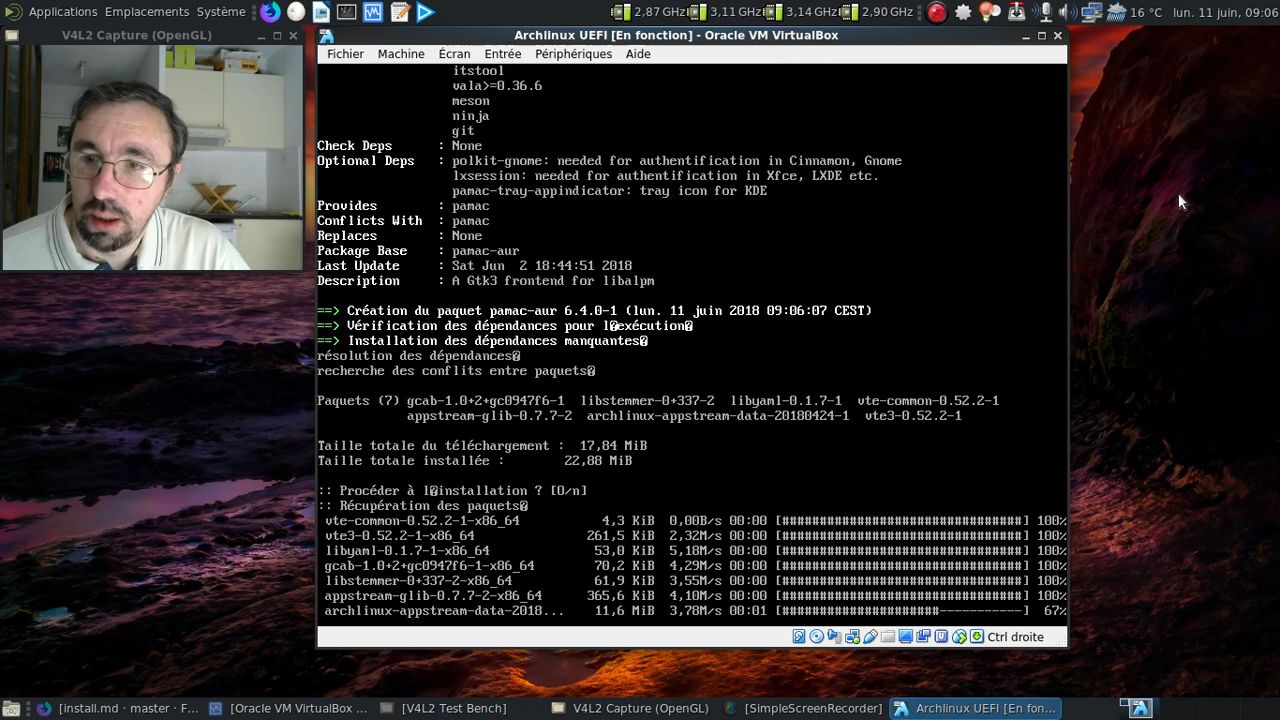 Applications Emplacements Système 2,87 GHz 3,11 GHz 3,14 GHz 2,90 GHz 16 °C lun. 11 juin, 09:06
V4L2 Capture (OpenGL)
Archlinux UEFI [En fonction] - Oracle VM VirtualBox
Fichier Machine Écran Entrée Périphériques Aide
itstool
vala>=0.36.6
meson
ninja
git
Check Deps : None
Optional Deps : polkit-gnome: needed for authentification in Cinnamon, Gnome
lxsession: needed for authentification in Xfce, LXDE etc.
pamac-tray-appindicator: tray icon for KDE
Provides : pamac
Conflicts With : pamac
Replaces : None
Package Base : pamac-aur
Last Update : Sat Jun 2 18:44:51 2018
Description : A Gtk3 frontend for libalpm
==> Création du paquet pamac-aur 6.4.0-1 (lun. 11 juin 2018 09:06:07 CEST)
==> Vérification des dépendances pour l�exécution�
==> Installation des dépendances manquantes�
résolution des dépendances�
recherche des conflits entre paquets�
Paquets (7) gcab-1.0+2+gc0947f6-1 libstemmer-0+337-2 libyaml-0.1.7-1 vte-common-0.52.2-1
appstream-glib-0.7.7-2 archlinux-appstream-data-20180424-1 vte3-0.52.2-1
Taille totale du téléchargement : 17,84 MiB
Taille totale installée : 22,88 MiB
:: Procéder à l�installation ? [O/n]
:: Récupération des paquets�
vte-common-0.52.2-1-x86_64 4,3 KiB 0,00B/s 00:00 [################################] 100%
vte3-0.52.2-1-x86_64 261,5 KiB 2,32M/s 00:00 [################################] 100%
libyaml-0.1.7-1-x86_64 53,0 KiB 5,18M/s 00:00 [################################] 100%
gcab-1.0+2+gc0947f6-1-x86_64 70,2 KiB 4,29M/s 00:00 [################################] 100%
libstemmer-0+337-2-x86_64 61,9 KiB 3,55M/s 00:00 [################################] 100%
appstream-glib-0.7.7-2-x86_64 365,6 KiB 4,10M/s 00:00 [################################] 100%
archlinux-appstream-data-2018... 11,6 MiB 3,78M/s 00:01 [#####################-----------] 67%
Ctrl droite
[install.md · master · F... [Oracle VM VirtualBox ... [V4L2 Test Bench] V4L2 Capture (OpenGL) [SimpleScreenRecorder] Archlinux UEFI [En fon...